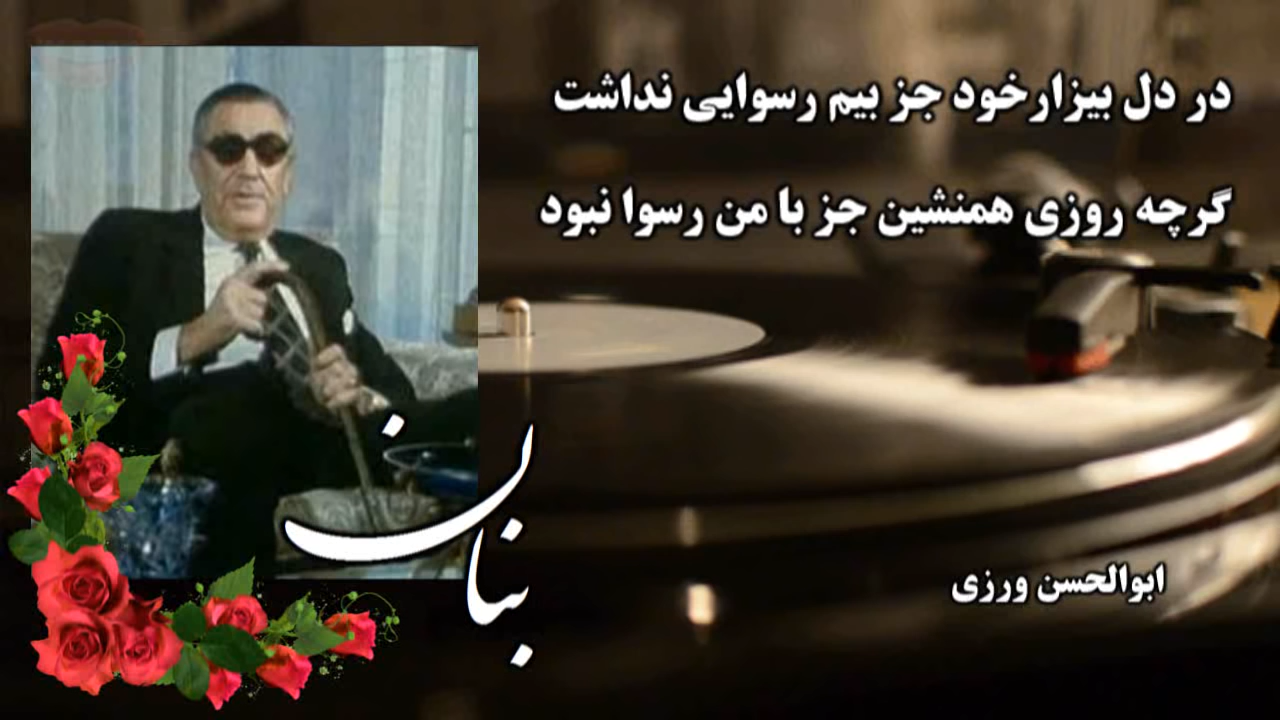 در دل بیزارخود جز بیم رسوایی نداشت
گرچه روزی همنشین جز با من رسوا نبود
بنان
ابوالحسن ورزی